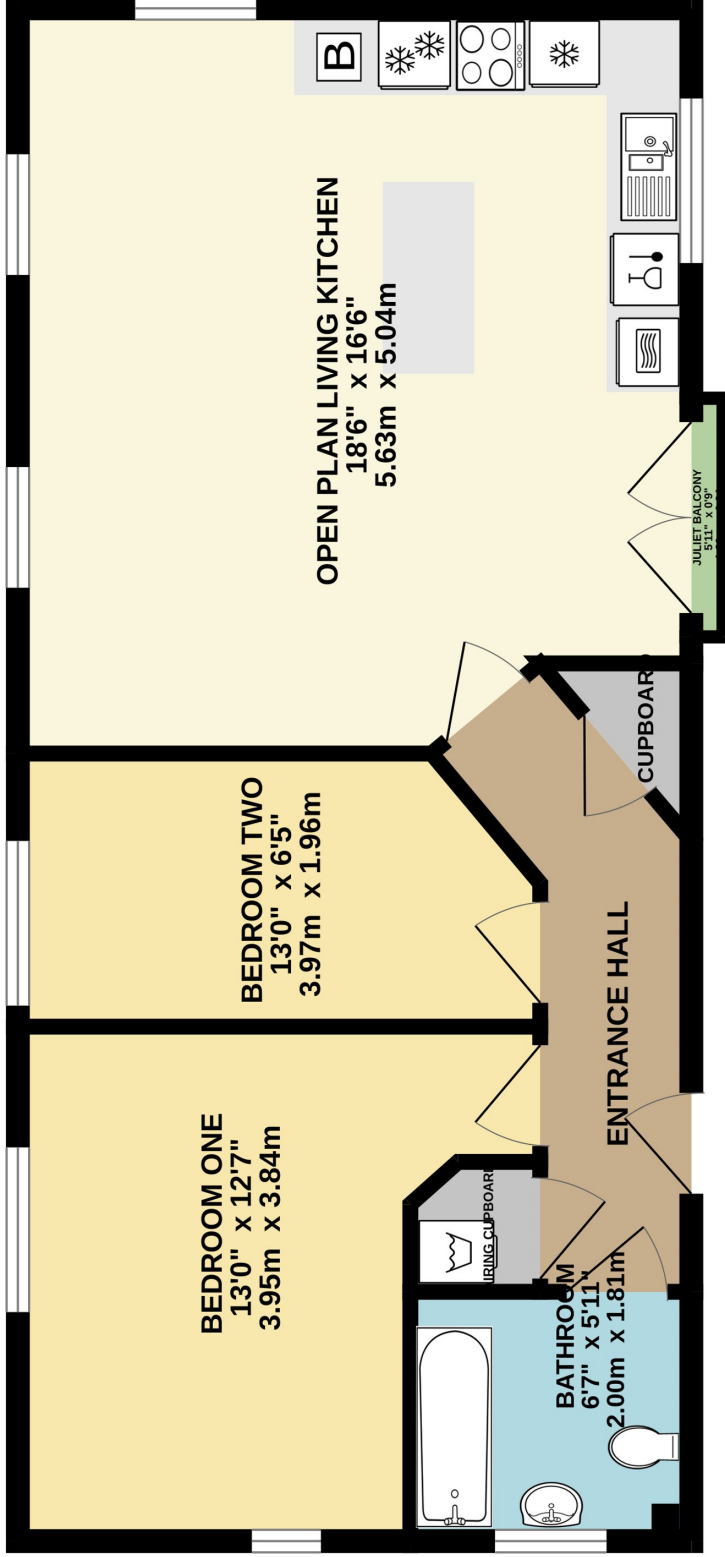 B
OPEN PLAN LIVING KITCHEN
18'6" x 16'6"
5.63m x 5.04m
JULIET BALCONY
5'11" x 0'9"
CUPBOARD
BEDROOM TWO
13'0" x 6'5"
3.97m x 1.96m
ENTRANCE HALL
BEDROOM ONE
13'0" x 12'7"
3.95m x 3.84m
IRING CUPBOARD
BATHROOM
6'7" x 5'11"
2.00m x 1.81m